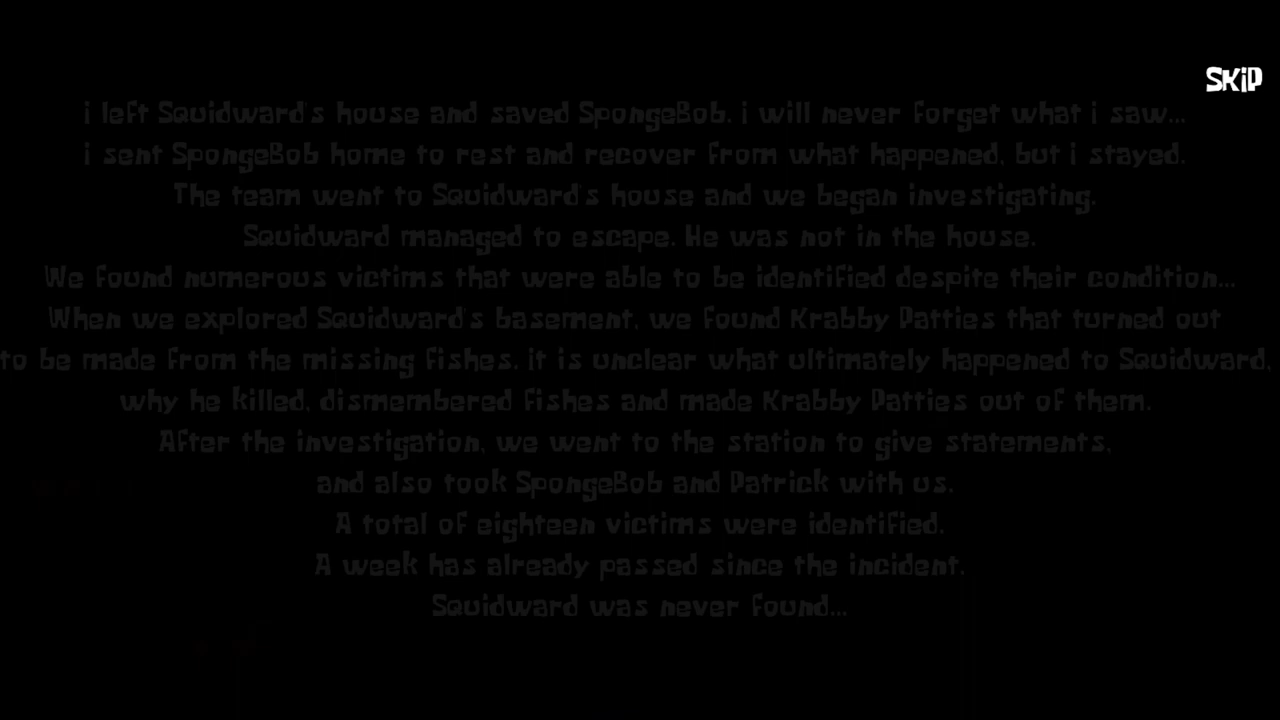 SKIP
i left Squidward's house and saved SpongeBob. i will never forget what i saw...
i sent SpongeBob home to rest and recover from what happened, but i stayed.
The team went to Squidward's house and we began investigating.
Squidward managed to escape. He was not in the house.
We found numerous victims that were able to be identified despite their condition...
When we explored Squidward's basement, we found Krabby Patties that turned out
to be made from the missing fishes. it is unclear what ultimately happened to Squidward,
why he killed, dismembered fishes and made Krabby Patties out of them.
After the investigation, we went to the station to give statements,
and also took SpongeBob and Patrick with us.
A total of eighteen victims were identified.
A week has already passed since the incident.
Squidward was never found...